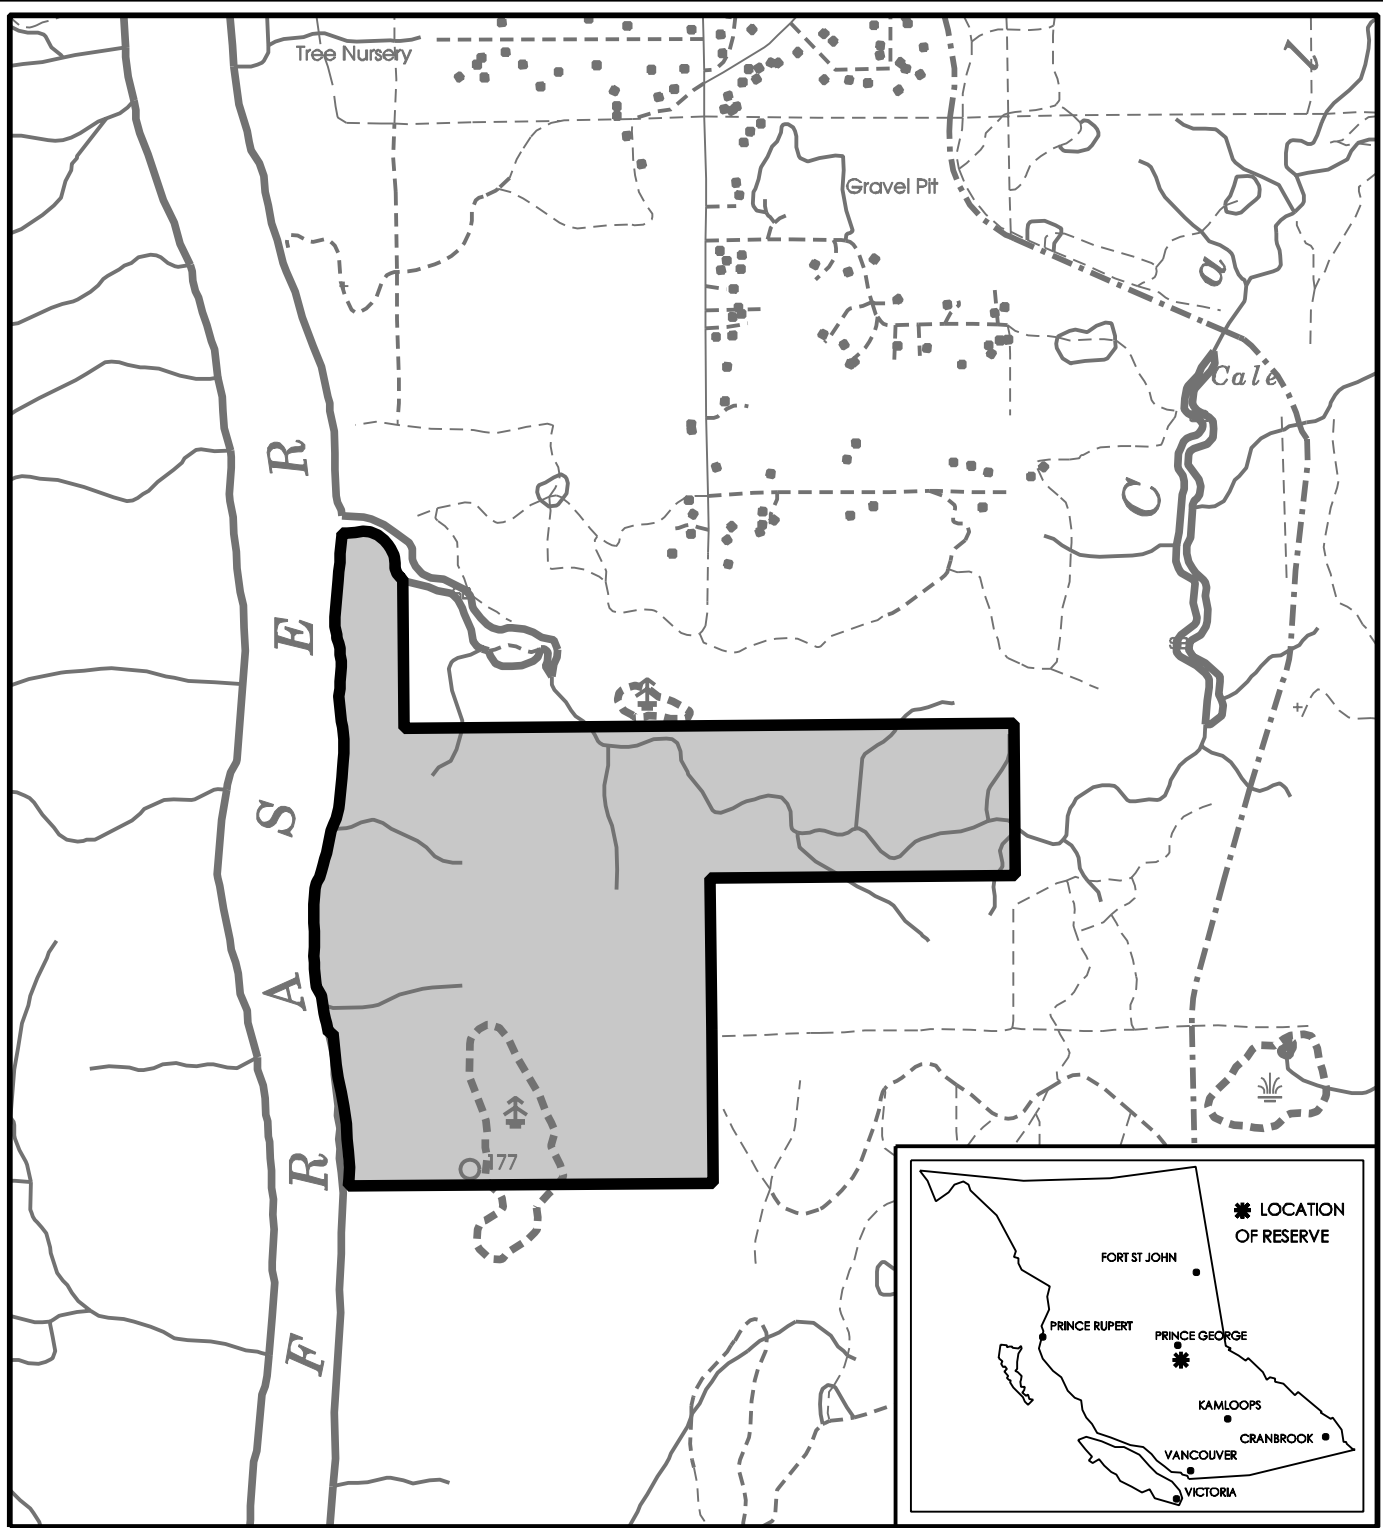 Tree Nursery
Gravel Pit
l
a
C
Cale
R
E
S
A
R
F
177
LOCATION
OF RESERVE
FORT ST JOHN
PRINCE RUPERT
PRINCE GEORGE
KAMLOOPS
CRANBROOK
VANCOUVER
VICTORIA